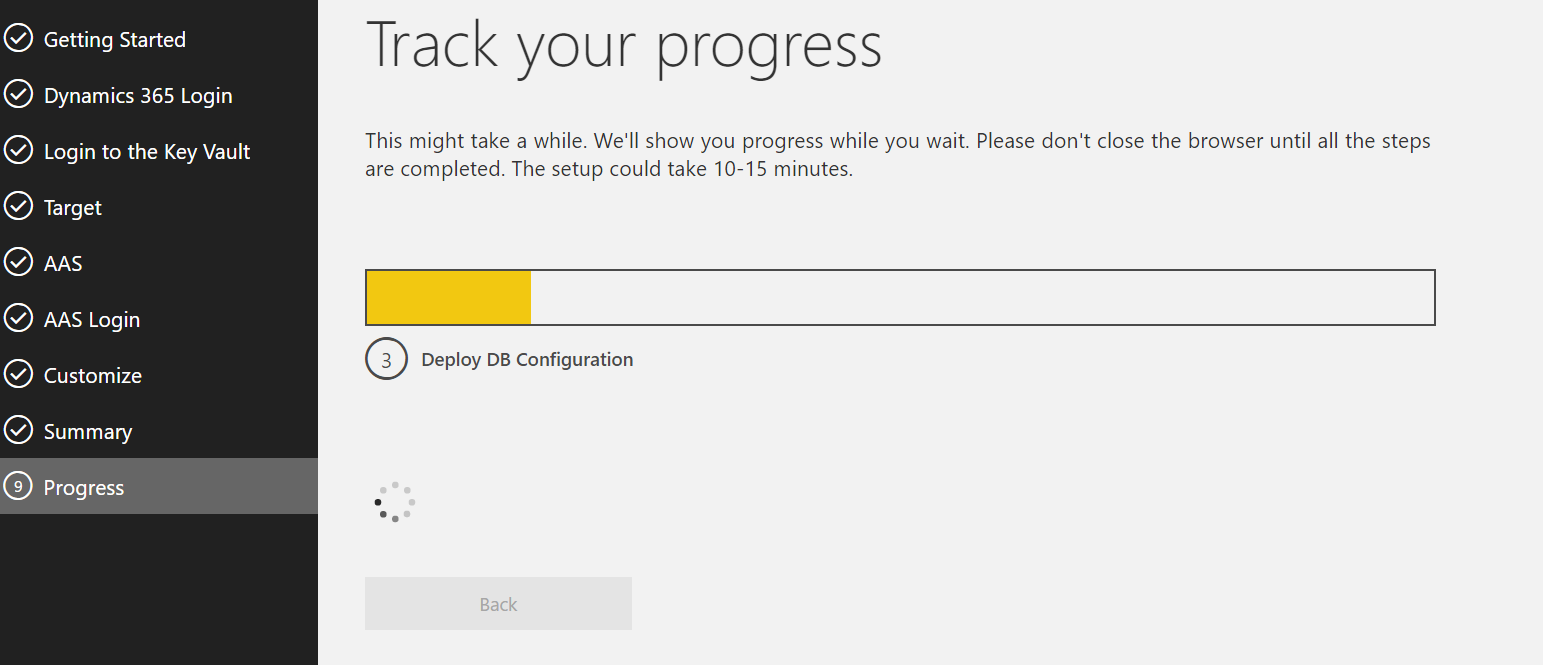 Getting Started
Dynamics 365 Login
Login to the Key Vault
Target
AAS
AAS Login
Customize
Summary
9 Progress
Track your progress
This might take a while. We'll show you progress while you wait. Please don't close the browser until all the steps
are completed. The setup could take 10-15 minutes.
3 Deploy DB Configuration
Back